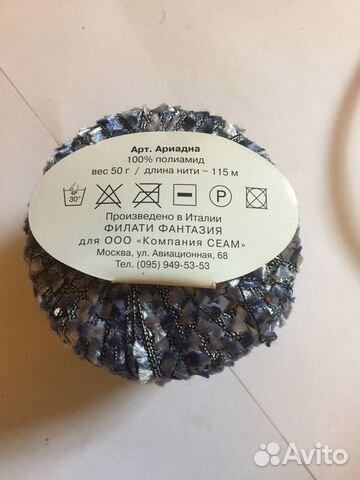 Арт. Ариадна
100% полиамид
вес 50 г / длина нити ~ 115 м
30° P
Произведено в Италии
ФИЛАТИ ФАНТАЗИЯ
для ООО «Компания СЕАМ»
Москва, ул. Авиационная, 68
Тел. (095) 949-53-53
Avito